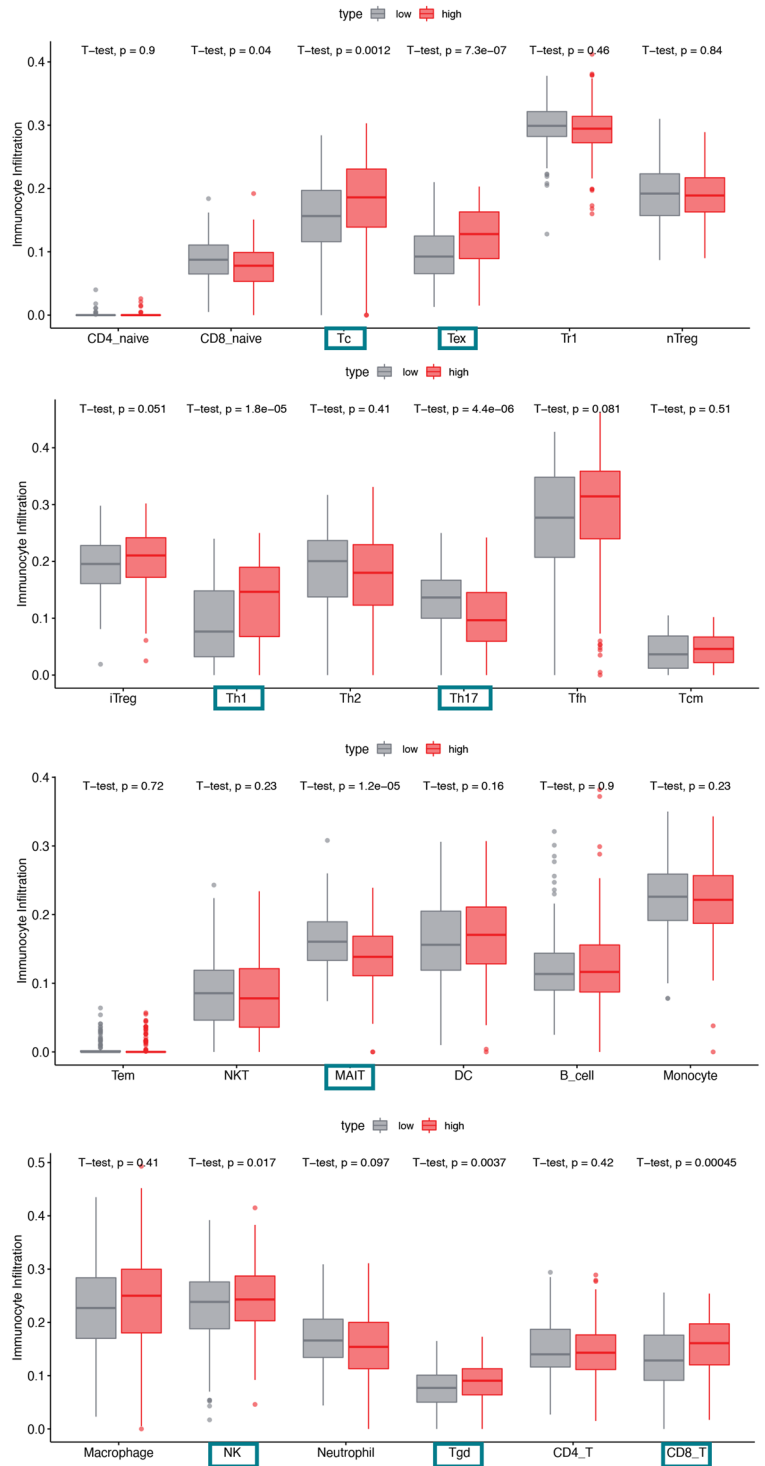 type low high
T-test, p = 0.9 T-test, p = 0.04 T-test, p = 0.0012 T-test, p = 7.3e-07 T-test, p = 0.46 T-test, p = 0.84
Immunocyte Infiltration
0.4
0.3
0.2
0.1
0.0
CD4_naive CD8_naive Tc Tex Tr1 nTreg
type low high
T-test, p = 0.051 T-test, p = 1.8e-05 T-test, p = 0.41 T-test, p = 4.4e-06 T-test, p = 0.081 T-test, p = 0.51
Immunocyte Infiltration
0.4
0.3
0.2
0.1
0.0
iTreg Th1 Th2 Th17 Tfh Tcm
type low high
T-test, p = 0.72 T-test, p = 0.23 T-test, p = 1.2e-05 T-test, p = 0.16 T-test, p = 0.9 T-test, p = 0.23
Immunocyte Infiltration
0.4
0.3
0.2
0.1
0.0
Tem NKT MAIT DC B_cell Monocyte
type low high
T-test, p = 0.41 T-test, p = 0.017 T-test, p = 0.097 T-test, p = 0.0037 T-test, p = 0.42 T-test, p = 0.00045
Immunocyte Infiltration
0.5
0.4
0.3
0.2
0.1
0.0
Macrophage NK Neutrophil Tgd CD4_T CD8_T